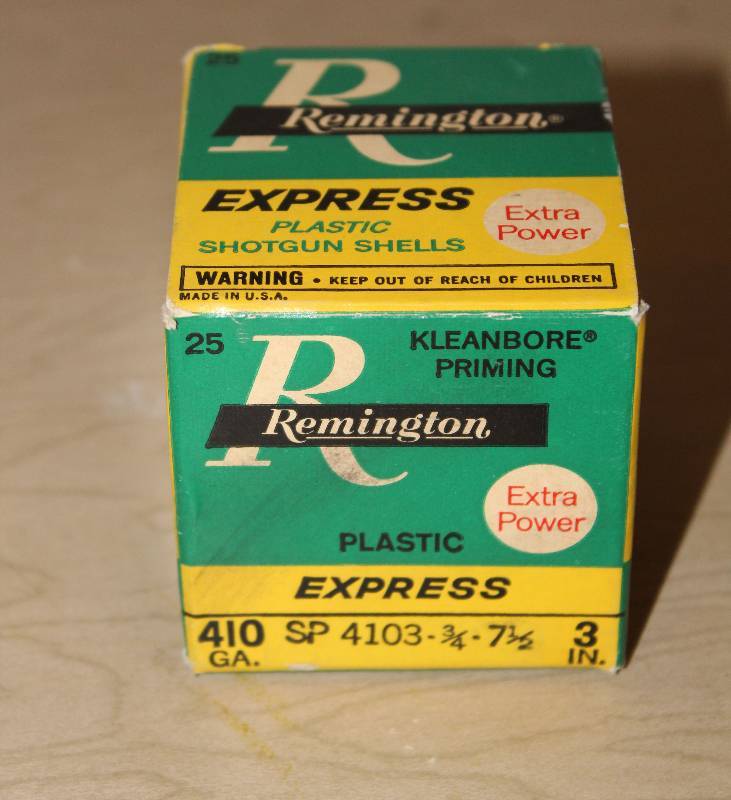 25
R
Remington®
EXPRESS
PLASTIC
SHOTGUN SHELLS
Extra
Power
WARNING • KEEP OUT OF REACH OF CHILDREN
MADE IN U.S.A.
25
R
KLEANBORE®
PRIMING
Remington
Extra
Power
PLASTIC
EXPRESS
410 SP 4103-¾-7½ 3
GA. IN.